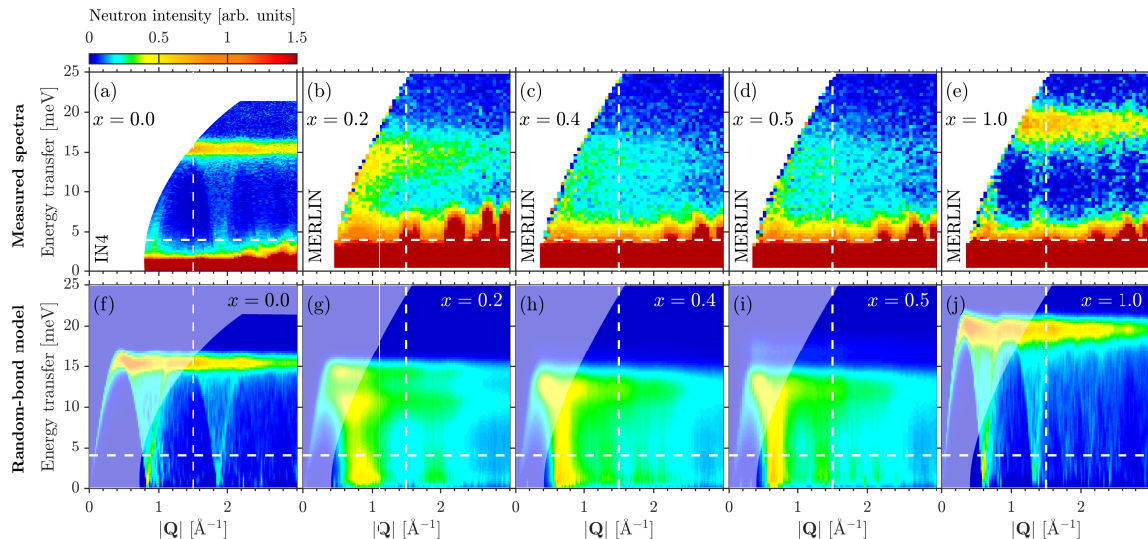 Neutron intensity [arb. units]
0 0.5 1 1.5
Measured spectra
Energy transfer [meV]
25
20
15
10
5
0
(a) (b) (c) (d) (e)
x = 0.0 x = 0.2 x = 0.4 x = 0.5 x = 1.0
IN4 MERLIN MERLIN MERLIN MERLIN
Random-bond model
Energy transfer [meV]
25
20
15
10
5
0
(f) x = 0.0 (g) x = 0.2 (h) x = 0.4 (i) x = 0.5 (j) x = 1.0
0 1 2 0 1 2 0 1 2 0 1 2 0 1 2
|Q| [Å⁻¹] |Q| [Å⁻¹] |Q| [Å⁻¹] |Q| [Å⁻¹] |Q| [Å⁻¹]